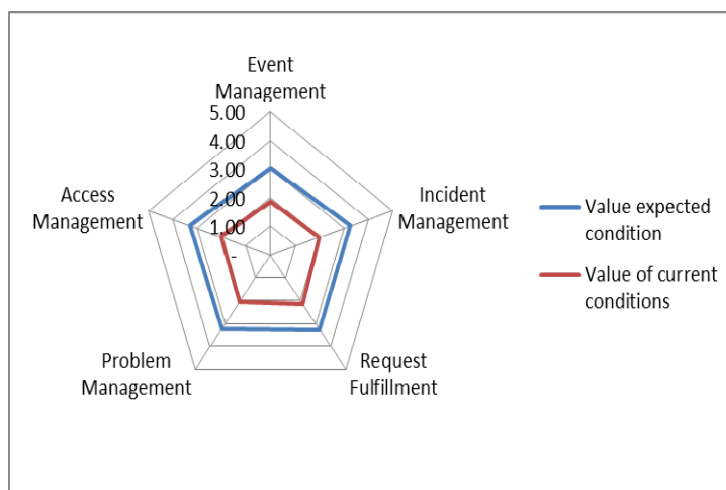 Event
Management
5.00
4.00
3.00
2.00
1.00
-
Access
Management
Incident
Management
Problem
Management
Request
Fulfillment
Value expected
condition
Value of current
conditions